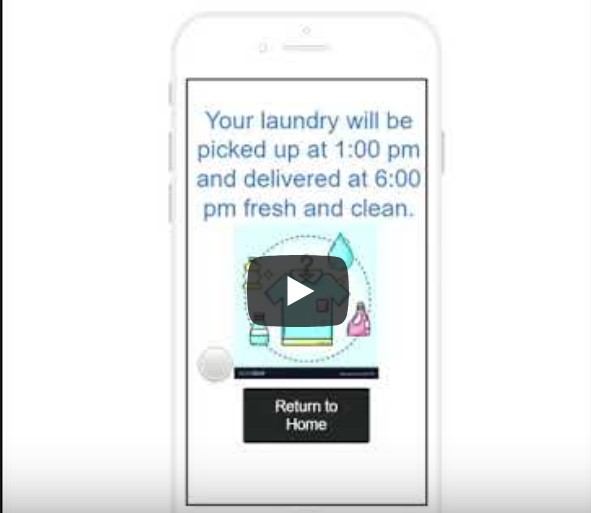 Your laundry will be
picked up at 1:00 pm
and delivered at 6:00
pm fresh and clean.
Return to
Home